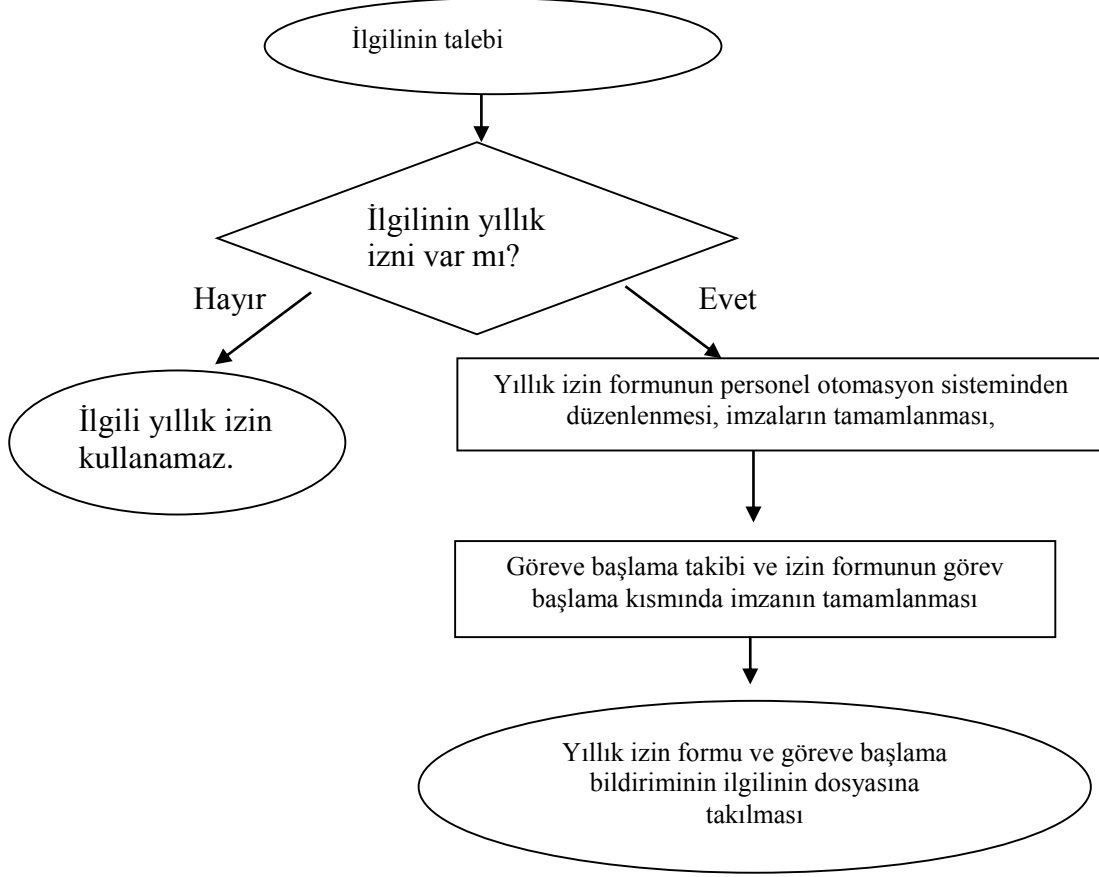 İlgilinin talebi
İlgilinin yıllık
izni var mı?
Hayır
Evet
İlgili yıllık izin
kullanamaz.
Yıllık izin formunun personel otomasyon sisteminden
düzenlenmesi, imzaların tamamlanması,
Göreve başlama takibi ve izin formunun görev
başlama kısmında imzanın tamamlanması
Yıllık izin formu ve göreve başlama
bildiriminin ilgilinin dosyasına
takılması